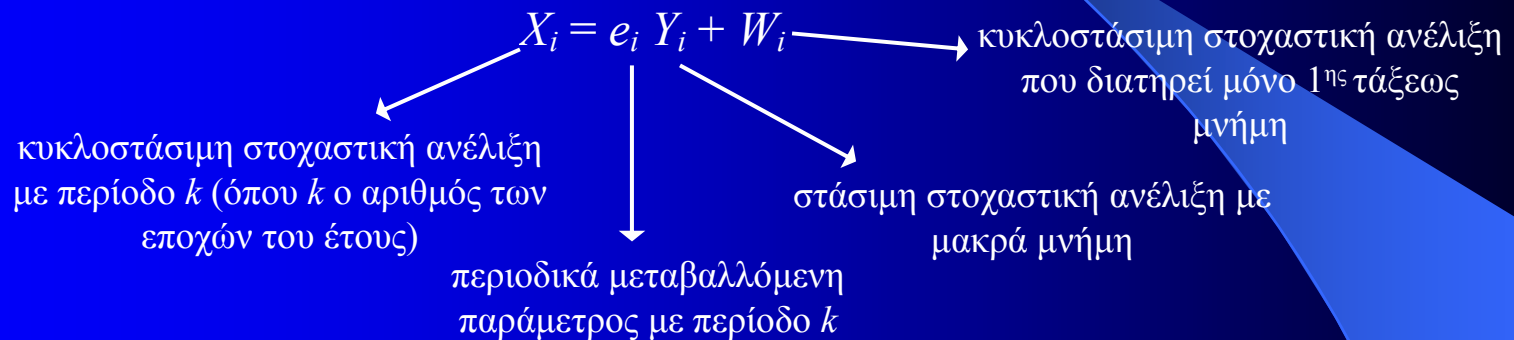 Xᵢ = eᵢ Yᵢ + Wᵢ
κυκλοστάσιμη στοχαστική ανέλιξη
που διατηρεί μόνο 1ης τάξεως
μνήμη
κυκλοστάσιμη στοχαστική ανέλιξη
με περίοδο k (όπου k ο αριθμός των
εποχών του έτους)
στάσιμη στοχαστική ανέλιξη με
μακρά μνήμη
περιοδικά μεταβαλλόμενη
παράμετρος με περίοδο k